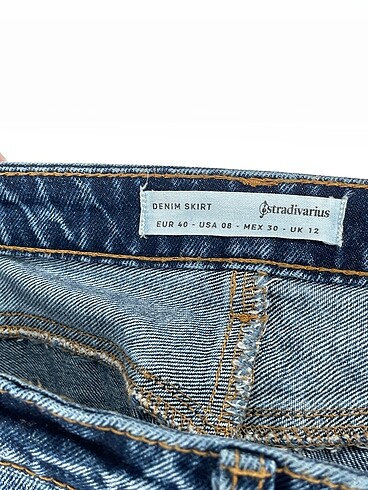 DENIM SKIRT stradivarius
EUR 40 - USA 08 - MEX 30 - UK 12